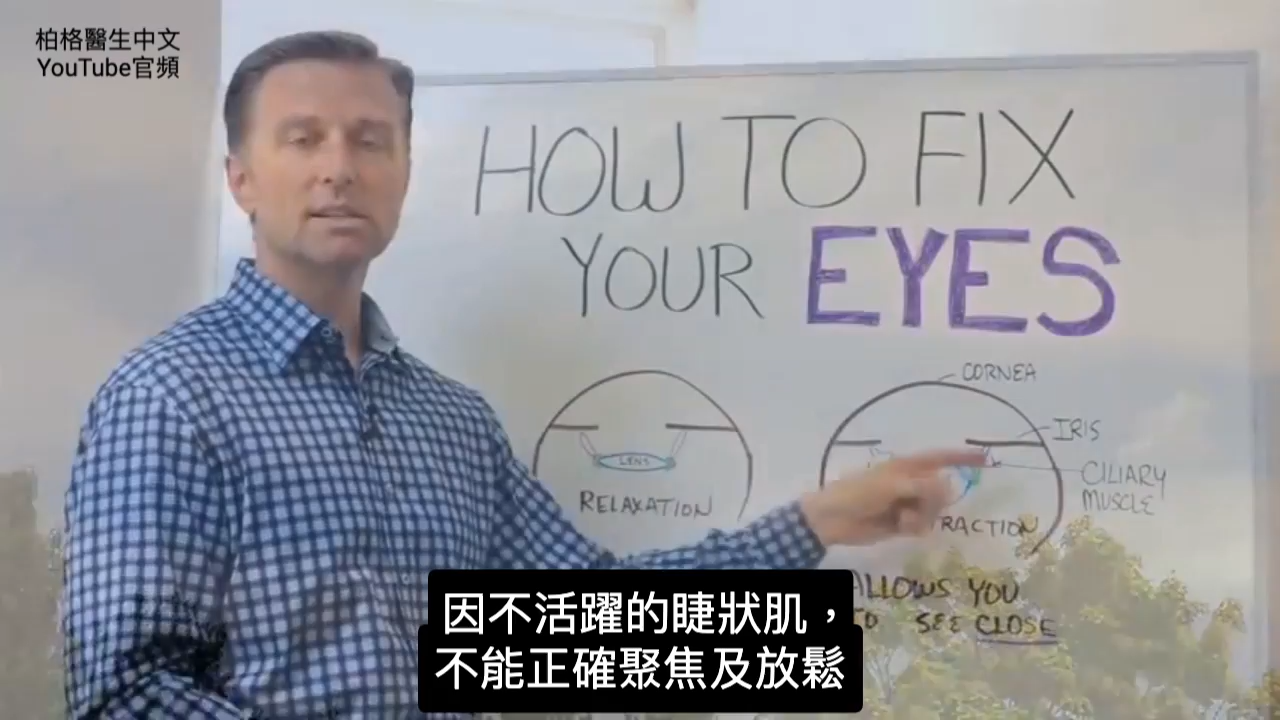 柏格醫生中文
YouTube官頻
HOW TO FIX
YOUR EYES
CORNEA
IRIS
LENS
CILIARY
MUSCLE
RELAXATION
TRACTION
ALLOWS YOU
TO SEE CLOSE
因不活躍的睫狀肌，
不能正確聚焦及放鬆